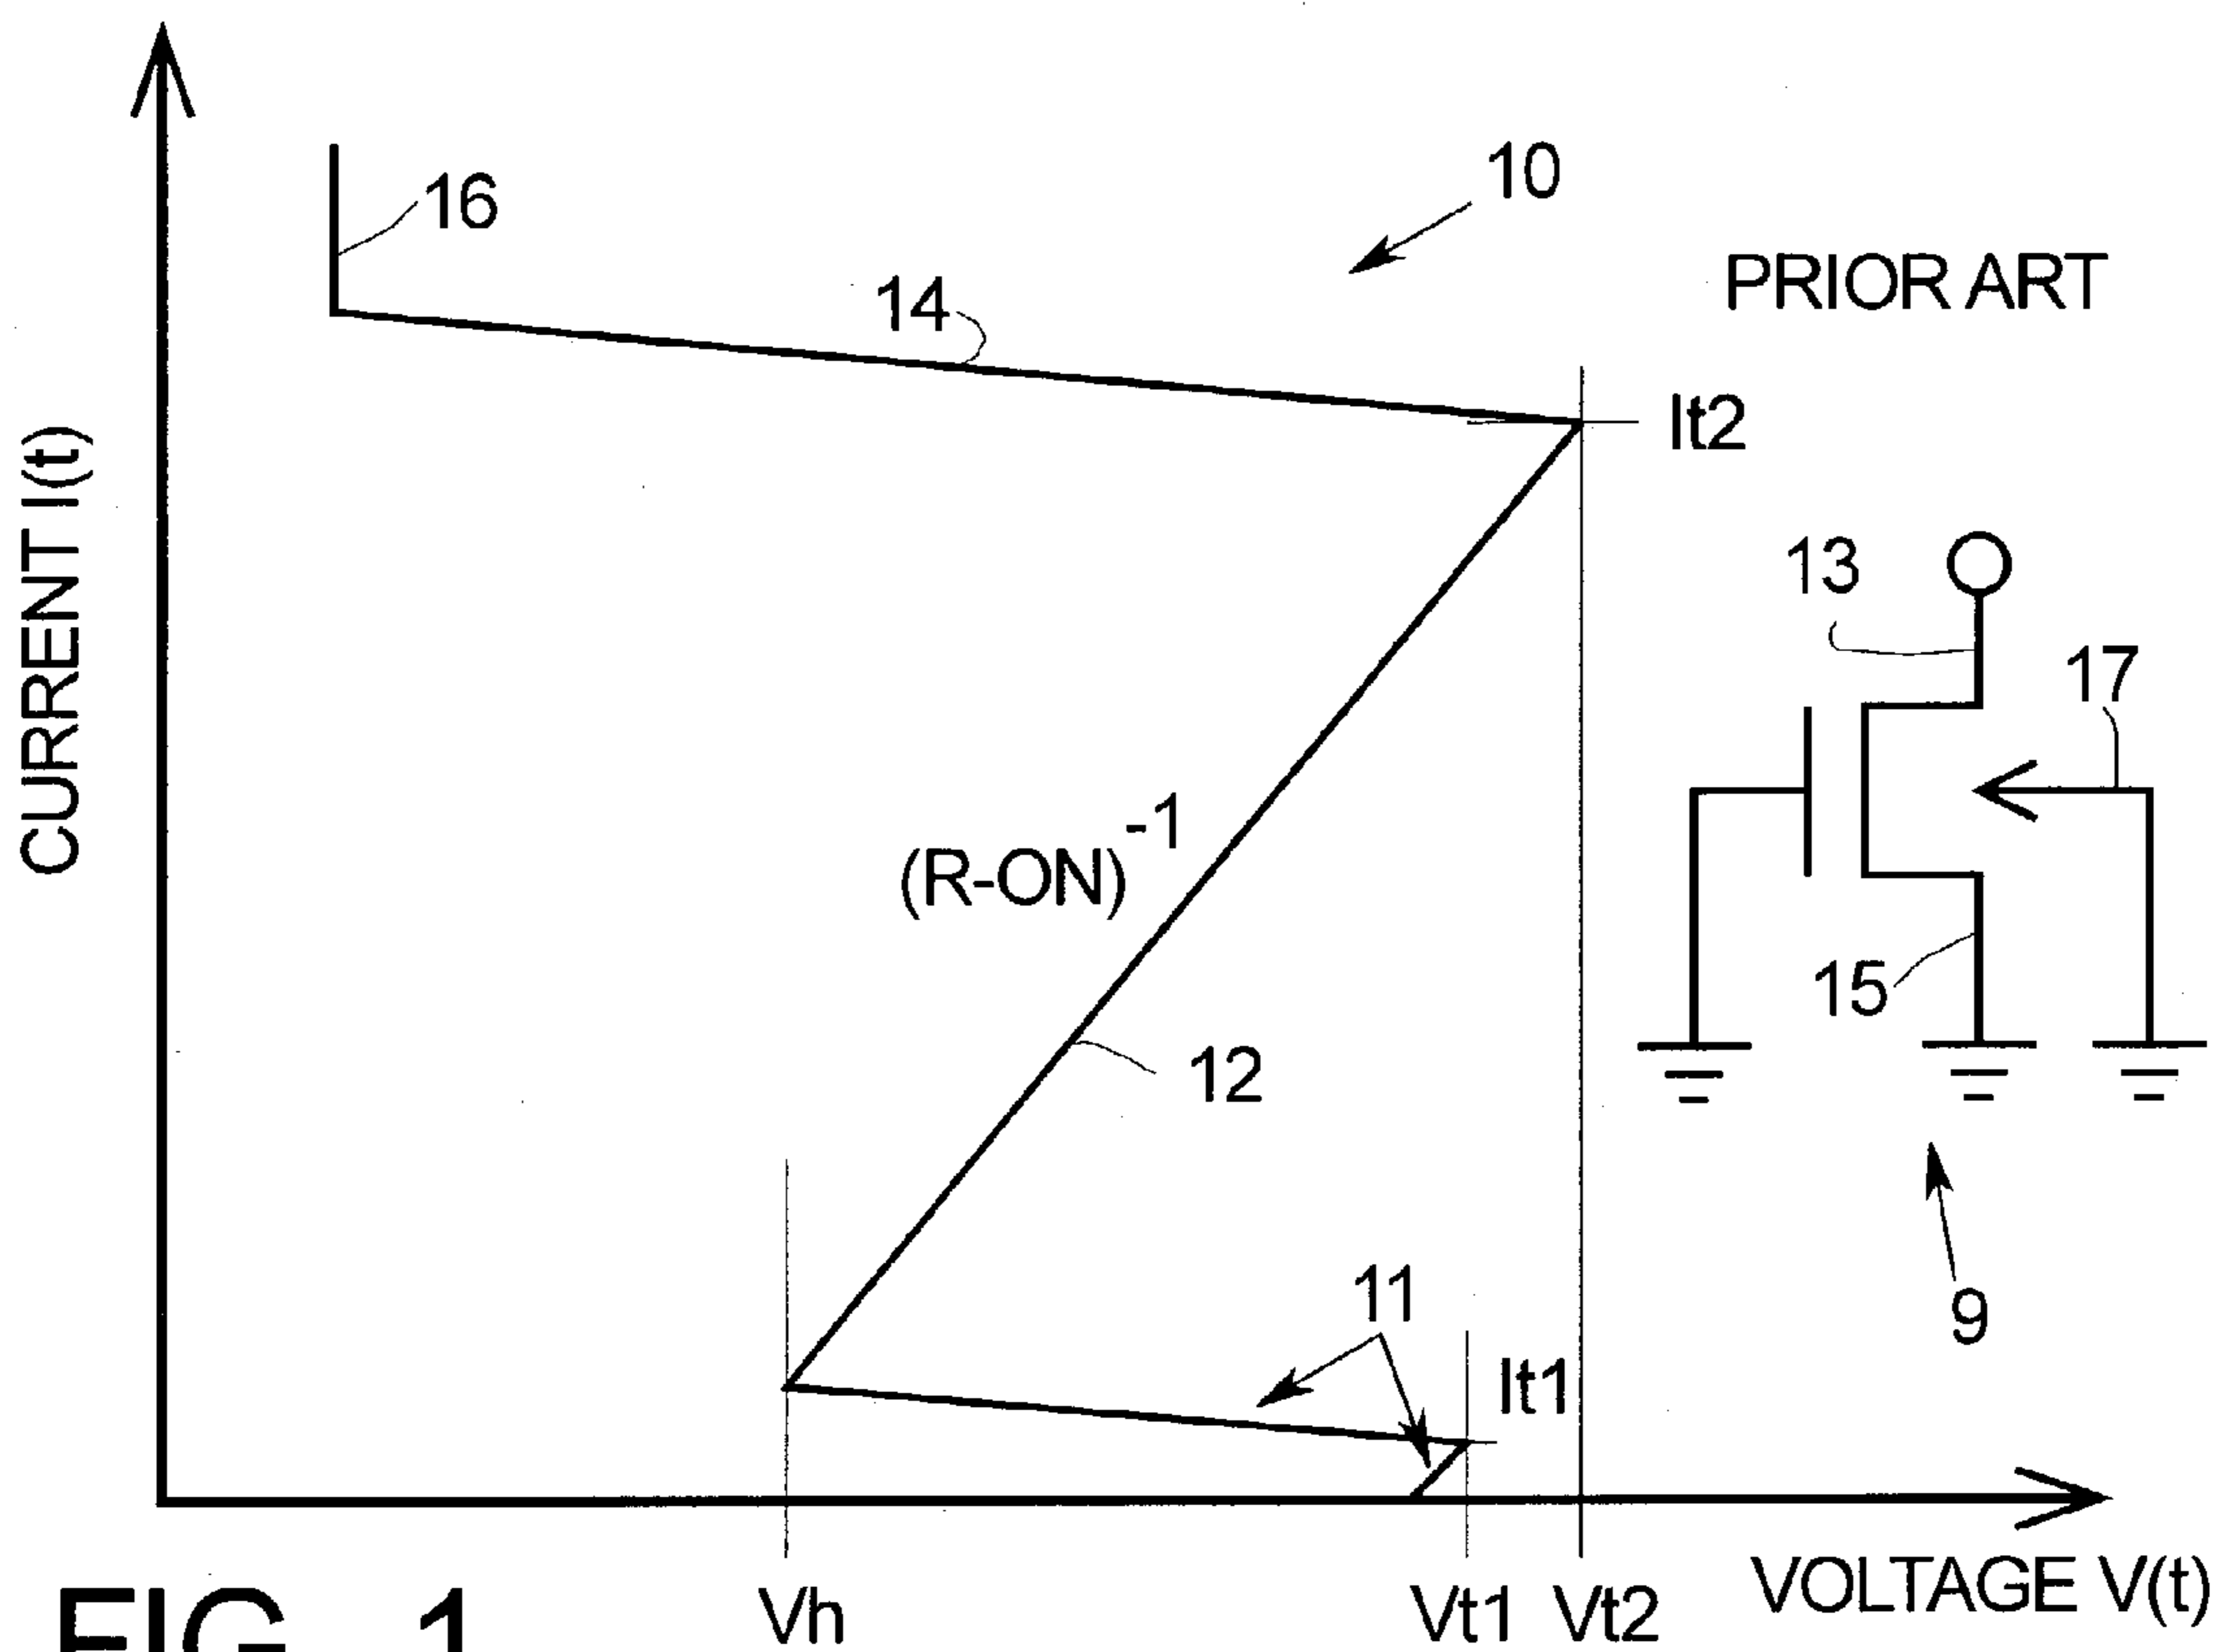 10
16
PRIOR ART
14
It2
CURRENT I(t)
13
17
(R-ON)-1
15
12
11
9
It1
VOLTAGE V(t)
Vh
Vt1
Vt2
FIG. 1